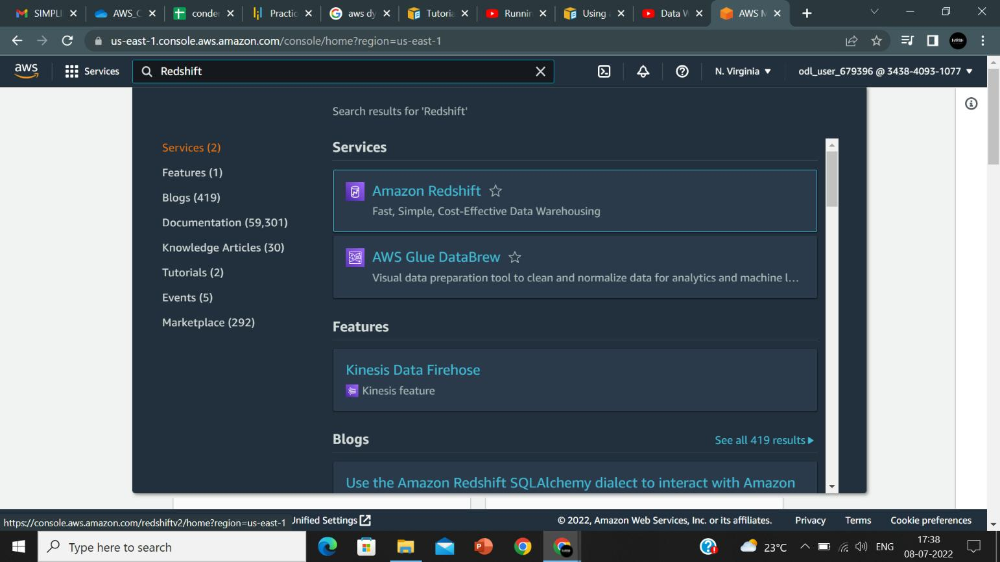 SIMPLI
AWS_C
conder
Practic
aws dy
Tutoria
Runnin
Using
Data W
AWS M
us-east-1.console.aws.amazon.com/console/home?region=us-east-1
aws
Services
Redshift
N. Virginia
odl_user_679396 @ 3438-4093-1077
Search results for 'Redshift'
Services (2)
Features (1)
Blogs (419)
Documentation (59,301)
Knowledge Articles (30)
Tutorials (2)
Events (5)
Marketplace (292)
Services
Amazon Redshift
Fast, Simple, Cost-Effective Data Warehousing
AWS Glue DataBrew
Visual data preparation tool to clean and normalize data for analytics and machine l...
Features
Kinesis Data Firehose
Kinesis feature
Blogs
See all 419 results
Use the Amazon Redshift SQLAlchemy dialect to interact with Amazon
https://console.aws.amazon.com/redshiftv2/home?region=us-east-1
Unified Settings
© 2022, Amazon Web Services, Inc. or its affiliates.
Privacy
Terms
Cookie preferences
Type here to search
23°C
ENG
17:38
08-07-2022